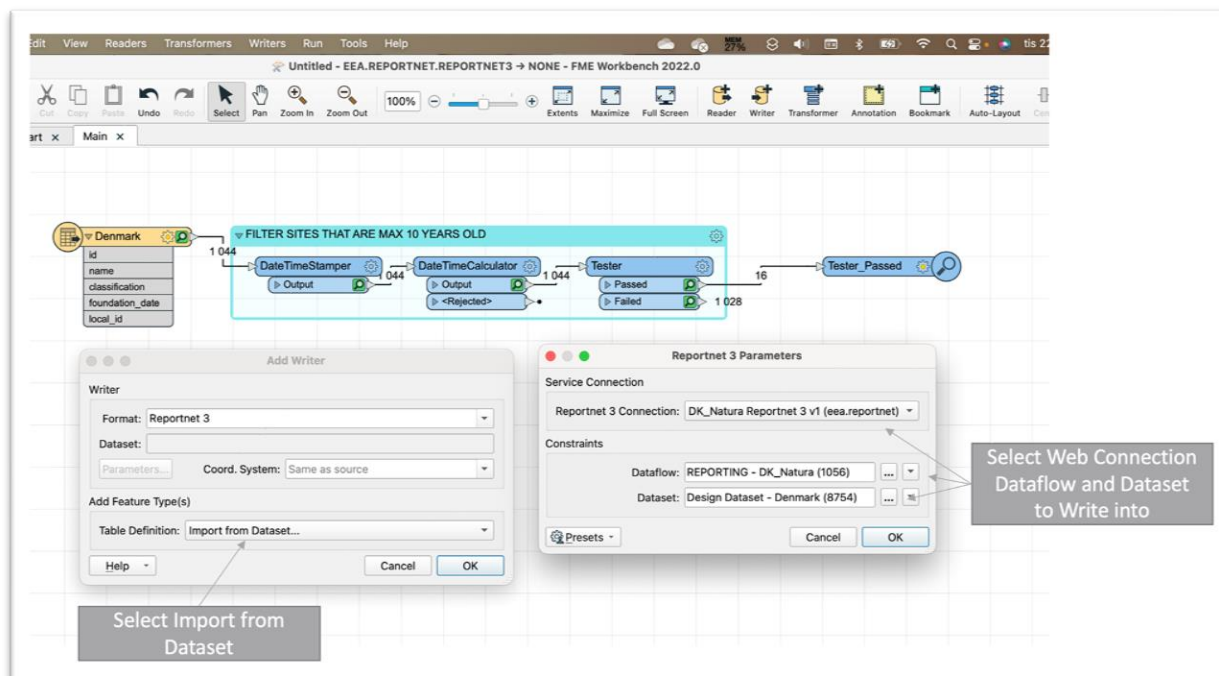 Edit View Readers Transformers Writers Run Tools Help MEM 27% tis 22
Untitled - EEA.REPORTNET.REPORTNET3 → NONE - FME Workbench 2022.0
100%
Cut Copy Paste Undo Redo Select Pan Zoom In Zoom Out Extents Maximize Full Screen Reader Writer Transformer Annotation Bookmark Auto-Layout
art × Main ×
Denmark
id
name
classification
foundation_date
local_id
1 044
FILTER SITES THAT ARE MAX 10 YEARS OLD
DateTimeStamper
Output
1 044
DateTimeCalculator
Output
<Rejected>
1 044
Tester
Passed
Failed
16
1 028
Tester_Passed
Add Writer
Writer
Format: Reportnet 3
Dataset:
Parameters... Coord. System: Same as source
Add Feature Type(s)
Table Definition: Import from Dataset...
Help Cancel OK
Select Import from
Dataset
Reportnet 3 Parameters
Service Connection
Reportnet 3 Connection: DK_Natura Reportnet 3 v1 (eea.reportnet)
Constraints
Dataflow: REPORTING - DK_Natura (1056) ...
Dataset: Design Dataset - Denmark (8754) ...
Presets Cancel OK
Select Web Connection
Dataflow and Dataset
to Write into